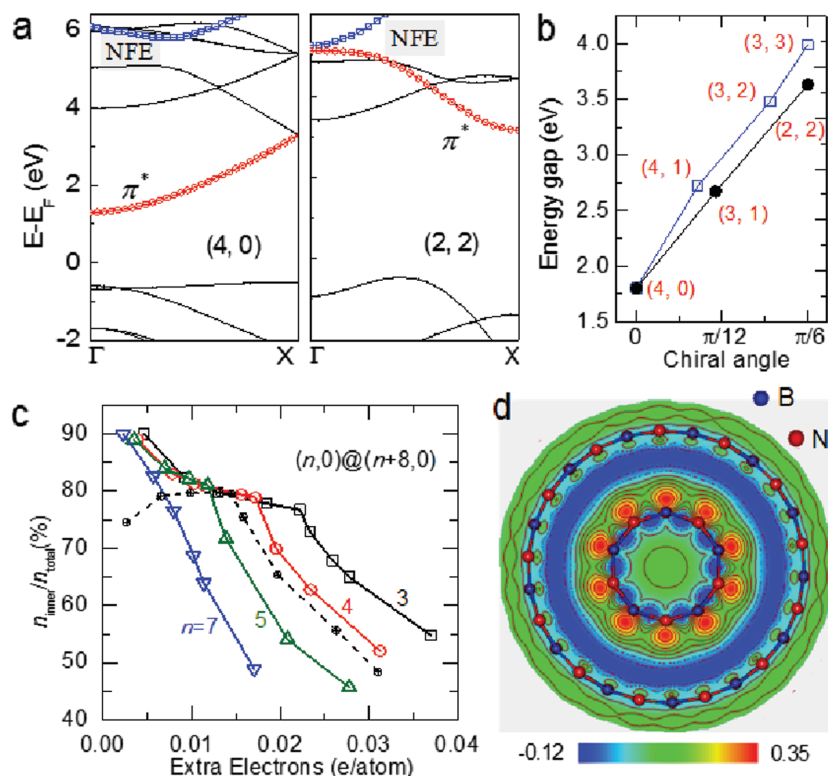 a
6
4
2
0
-2
E-E_F (eV)
NFE
π*
(4, 0)
Γ
X
NFE
π*
(2, 2)
Γ
X
b
4.0
3.5
3.0
2.5
2.0
1.5
Energy gap (eV)
(3, 3)
(3, 2)
(2, 2)
(4, 1)
(3, 1)
(4, 0)
0
π/12
π/6
Chiral angle
c
90
80
70
60
50
40
n_inner/n_total(%)
(n,0)@(n+8,0)
n=7
5
4
3
0.00
0.01
0.02
0.03
0.04
Extra Electrons (e/atom)
d
B
N
-0.12
0.35